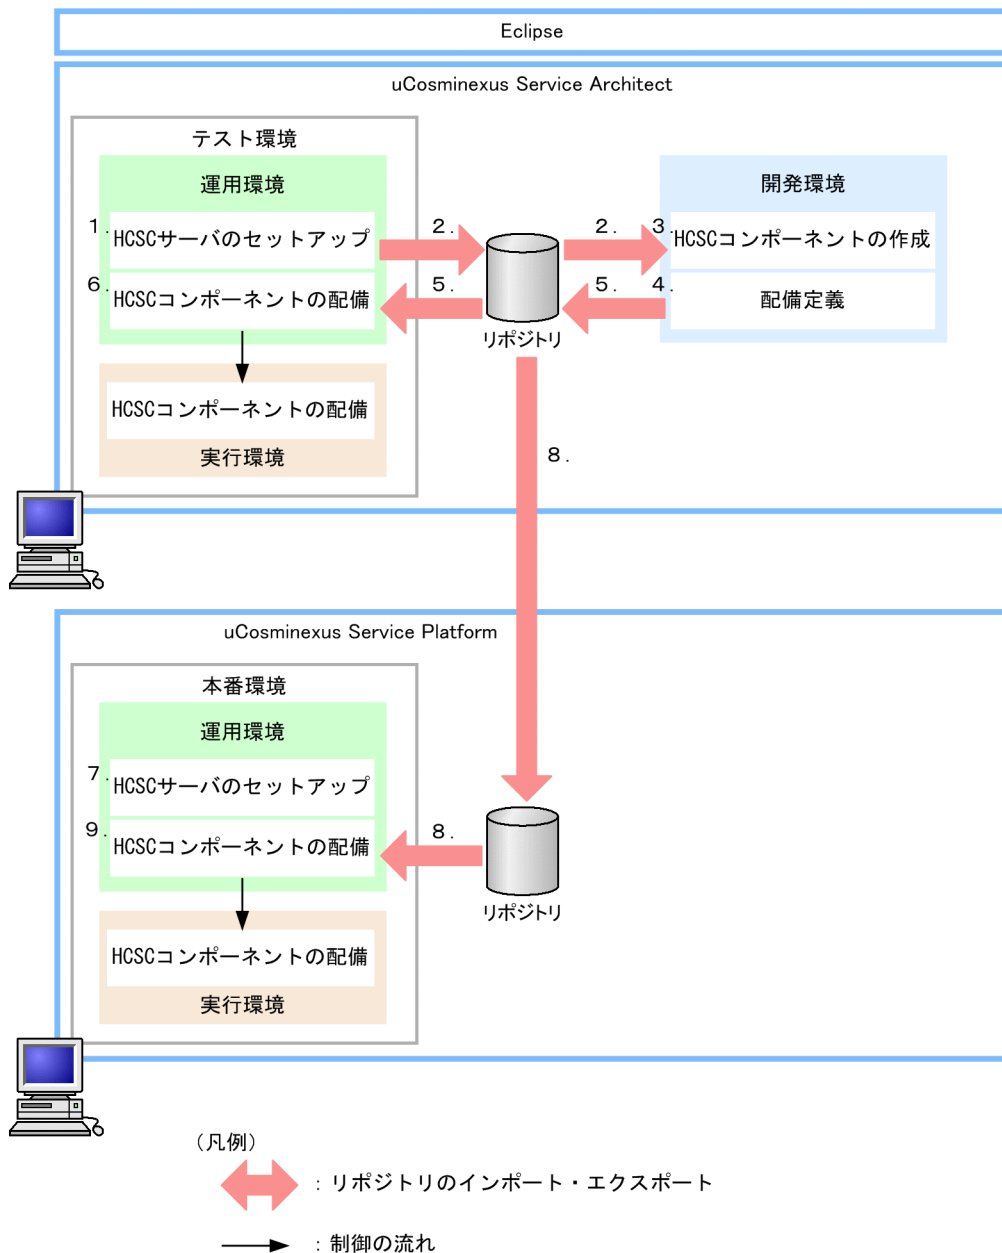 Eclipse
uCosminexus Service Architect
テスト環境
運用環境
開発環境
1.
HCSCサーバのセットアップ
2.
2.
3.
HCSCコンポーネントの作成
6.
HCSCコンポーネントの配備
5.
5.
4.
配備定義
リポジトリ
HCSCコンポーネントの配備
実行環境
8.
uCosminexus Service Platform
本番環境
運用環境
7.
HCSCサーバのセットアップ
9.
HCSCコンポーネントの配備
8.
リポジトリ
HCSCコンポーネントの配備
実行環境
(凡例)
:リポジトリのインポート・エクスポート
:制御の流れ